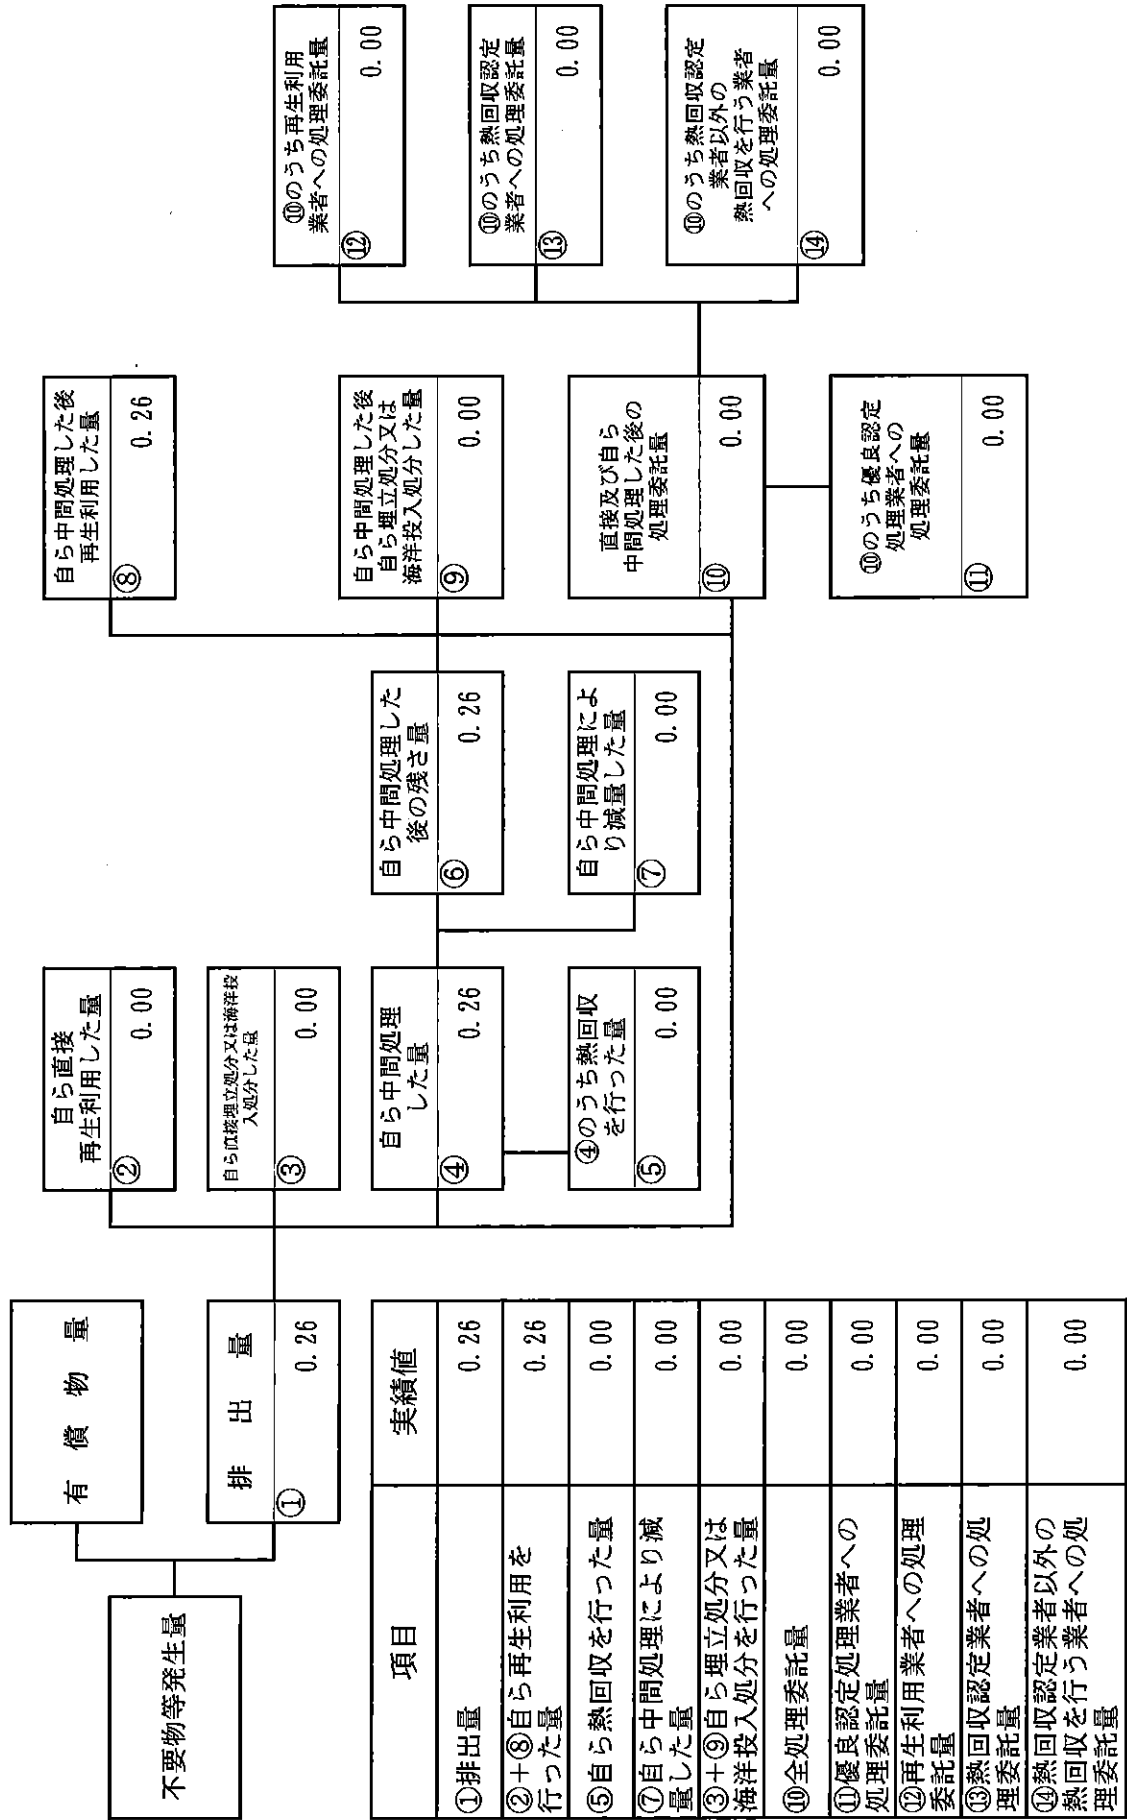 不要物等発生量
有 償 物 量
排 出 量
① 0.26
自ら直接
再生利用した量
② 0.00
自ら直接埋立処分又は海洋投
入処分した量
③ 0.00
自ら中間処理
した量
④ 0.26
④のうち熱回収
を行った量
⑤ 0.00
自ら中間処理した
後の残さ量
⑥ 0.26
自ら中間処理によ
り減量した量
⑦ 0.00
自ら中間処理した後
再生利用した量
⑧ 0.26
自ら中間処理した後
自ら埋立処分又は
海洋投入処分した量
⑨ 0.00
直接及び自ら
中間処理した後の
処理委託量
⑩ 0.00
⑩のうち優良認定
処理業者への
処理委託量
⑪ 0.00
⑩のうち再生利用
業者への処理委託量
⑫ 0.00
⑩のうち熱回収認定
業者への処理委託量
⑬ 0.00
⑩のうち熱回収認定
業者以外の
熱回収を行う業者
への処理委託量
⑭ 0.00
項目 実績値
①排出量 0.26
②+⑧自ら再生利用を
行った量 0.26
⑤自ら熱回収を行った量 0.00
⑦自ら中間処理により減
量した量 0.00
③+⑨自ら埋立処分又は
海洋投入処分を行った量 0.00
⑩全処理委託量 0.00
⑪優良認定処理業者への
処理委託量 0.00
⑫再生利用業者への処理
委託量 0.00
⑬熱回収認定業者への処
理委託量 0.00
⑭熱回収認定業者以外の
熱回収を行う業者への処
理委託量 0.00